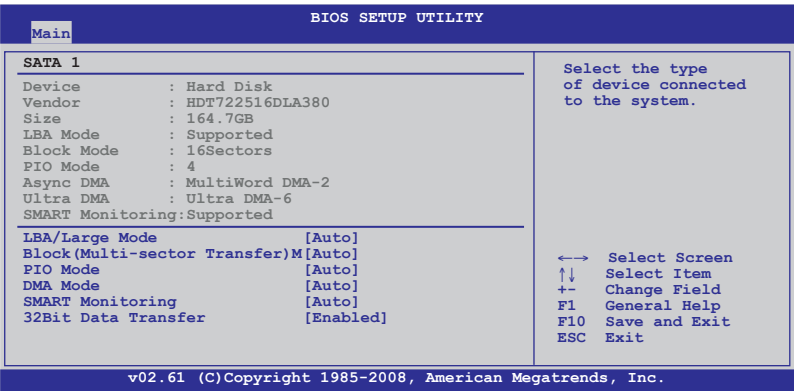 BIOS SETUP UTILITY
Main
SATA 1
Device : Hard Disk
Vendor : HDT722516DLA380
Size : 164.7GB
LBA Mode : Supported
Block Mode : 16Sectors
PIO Mode : 4
Async DMA : MultiWord DMA-2
Ultra DMA : Ultra DMA-6
SMART Monitoring:Supported
LBA/Large Mode [Auto]
Block(Multi-sector Transfer)M[Auto]
PIO Mode [Auto]
DMA Mode [Auto]
SMART Monitoring [Auto]
32Bit Data Transfer [Enabled]
Select the type
of device connected
to the system.
←→ Select Screen
↑↓ Select Item
+- Change Field
F1 General Help
F10 Save and Exit
ESC Exit
v02.61 (C)Copyright 1985-2008, American Megatrends, Inc.